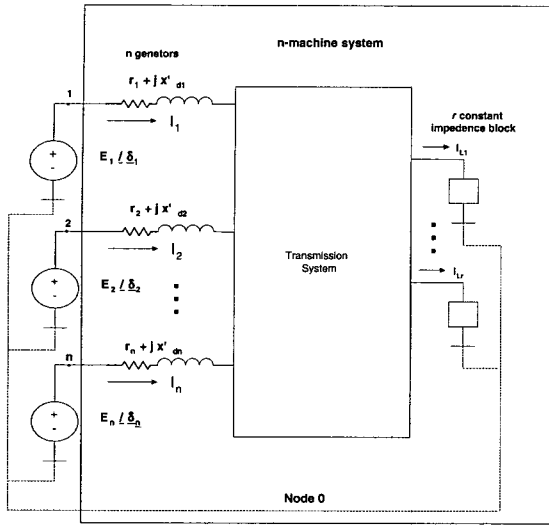 n-machine system
n genetors
r1 + j x'd1
1
I1
E1 /δ1
r constant
impedence block
IL1
r2 + j x'd2
2
I2
E2 /δ2
Transmission
System
ILr
rn + j x'dn
n
In
En /δn
Node 0